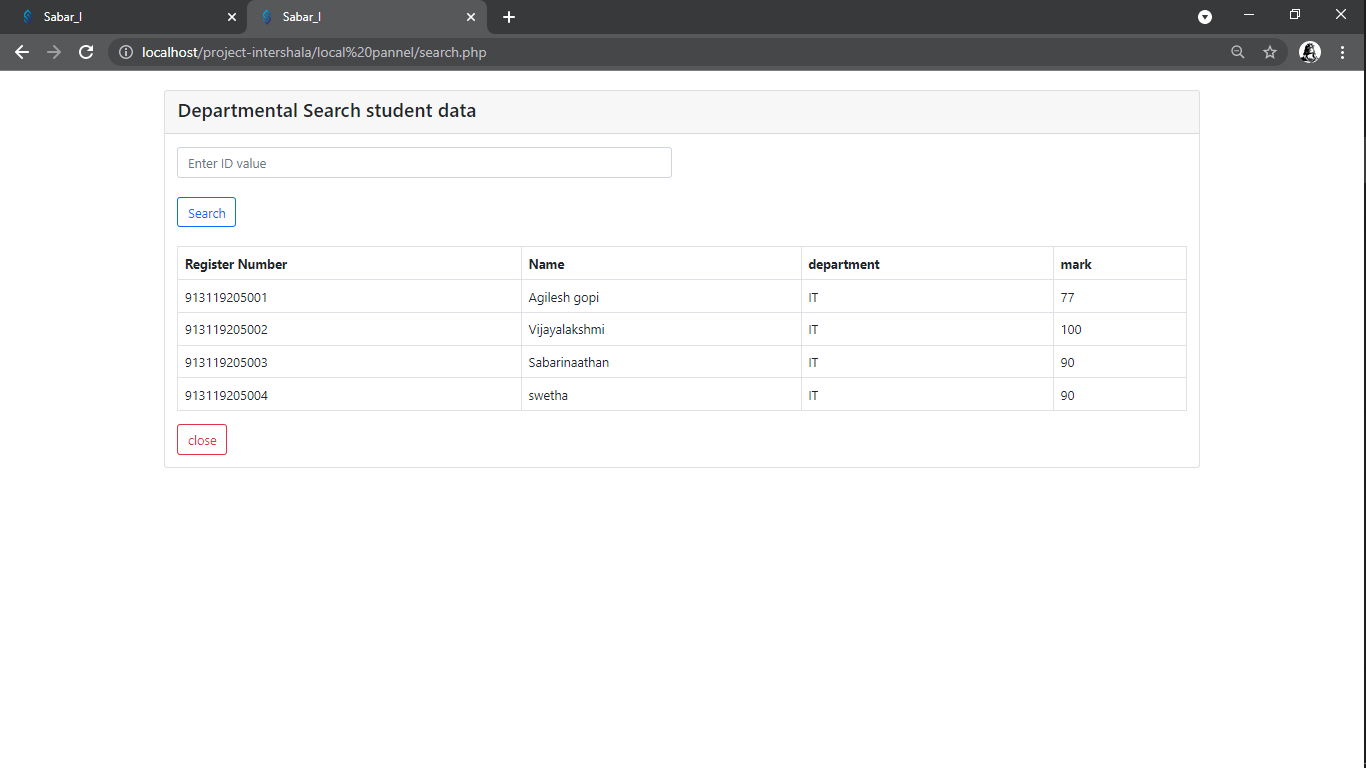 Sabar_I
Sabar_I
localhost/project-intershala/local%20pannel/search.php
Departmental Search student data
Enter ID value
Search
Register Number Name department mark
913119205001 Agilesh gopi IT 77
913119205002 Vijayalakshmi IT 100
913119205003 Sabarinaathan IT 90
913119205004 swetha IT 90
close